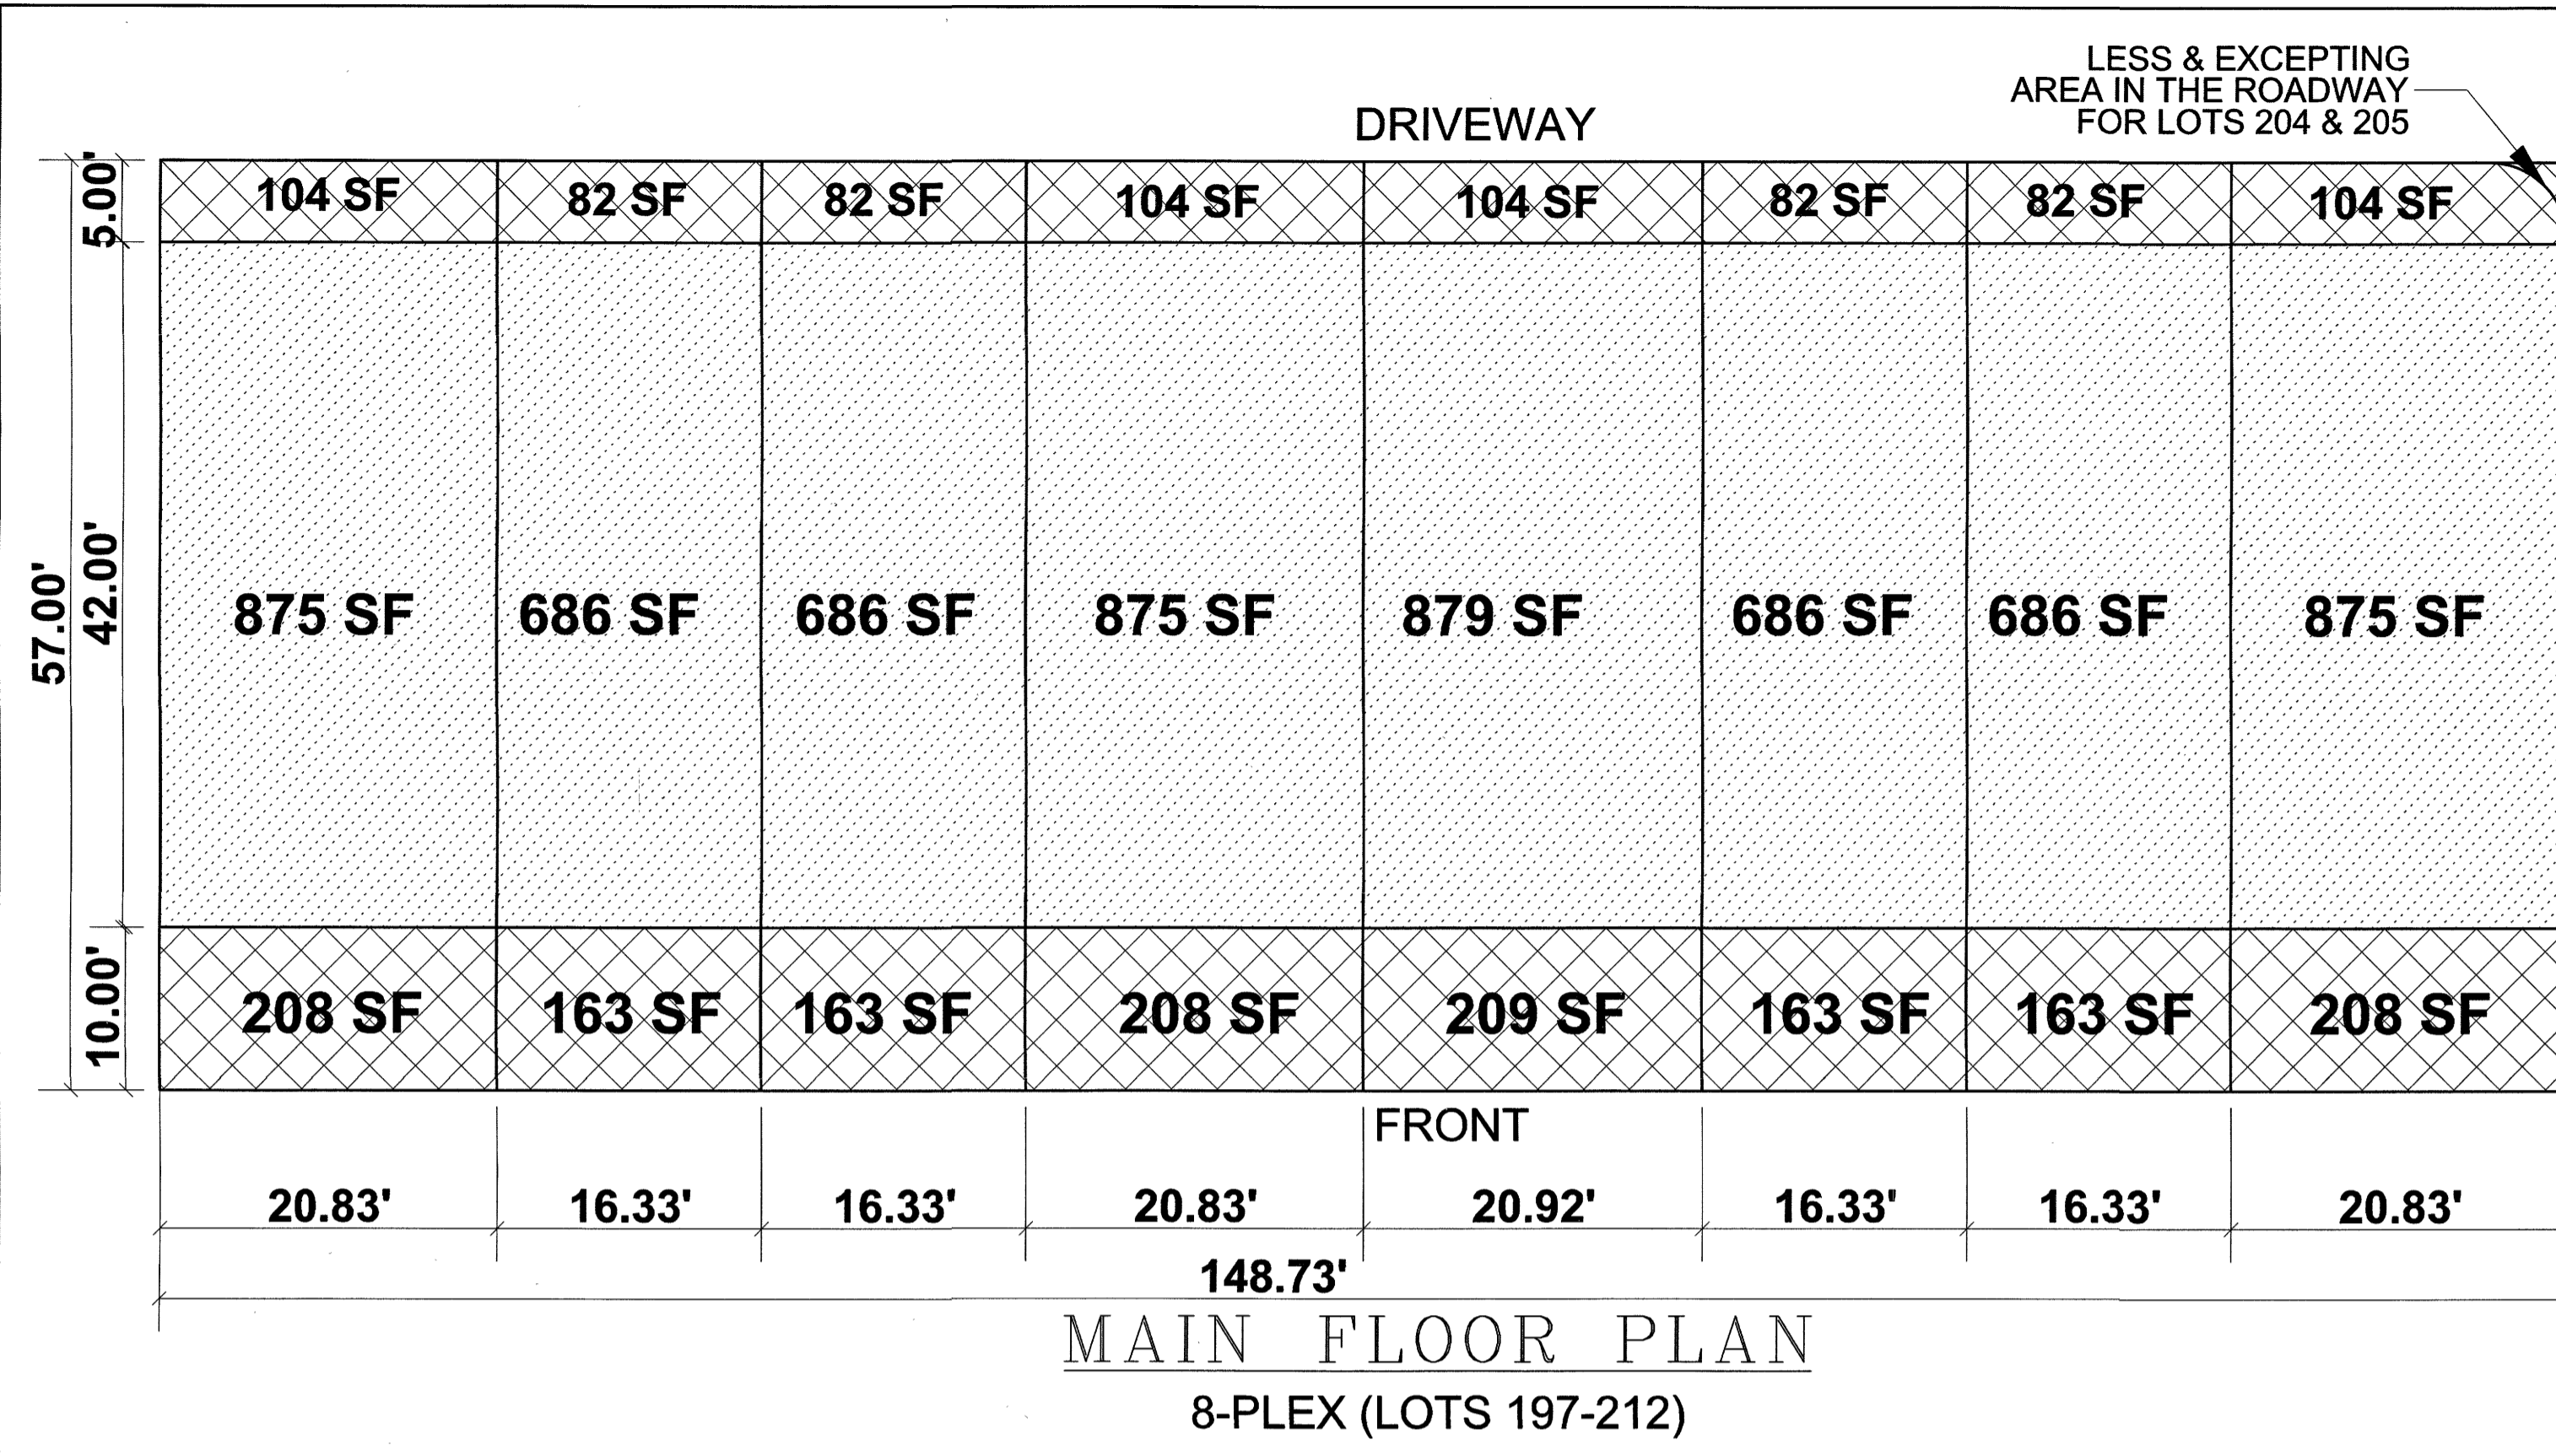 LESS & EXCEPTING
AREA IN THE ROADWAY
FOR LOTS 204 & 205
DRIVEWAY
5.00'
104 SF
82 SF
82 SF
104 SF
104 SF
82 SF
82 SF
104 SF
57.00'
42.00'
875 SF
686 SF
686 SF
875 SF
879 SF
686 SF
686 SF
875 SF
10.00'
208 SF
163 SF
163 SF
208 SF
209 SF
163 SF
163 SF
208 SF
FRONT
20.83'
16.33'
16.33'
20.83'
20.92'
16.33'
16.33'
20.83'
148.73'
MAIN FLOOR PLAN
8-PLEX (LOTS 197-212)